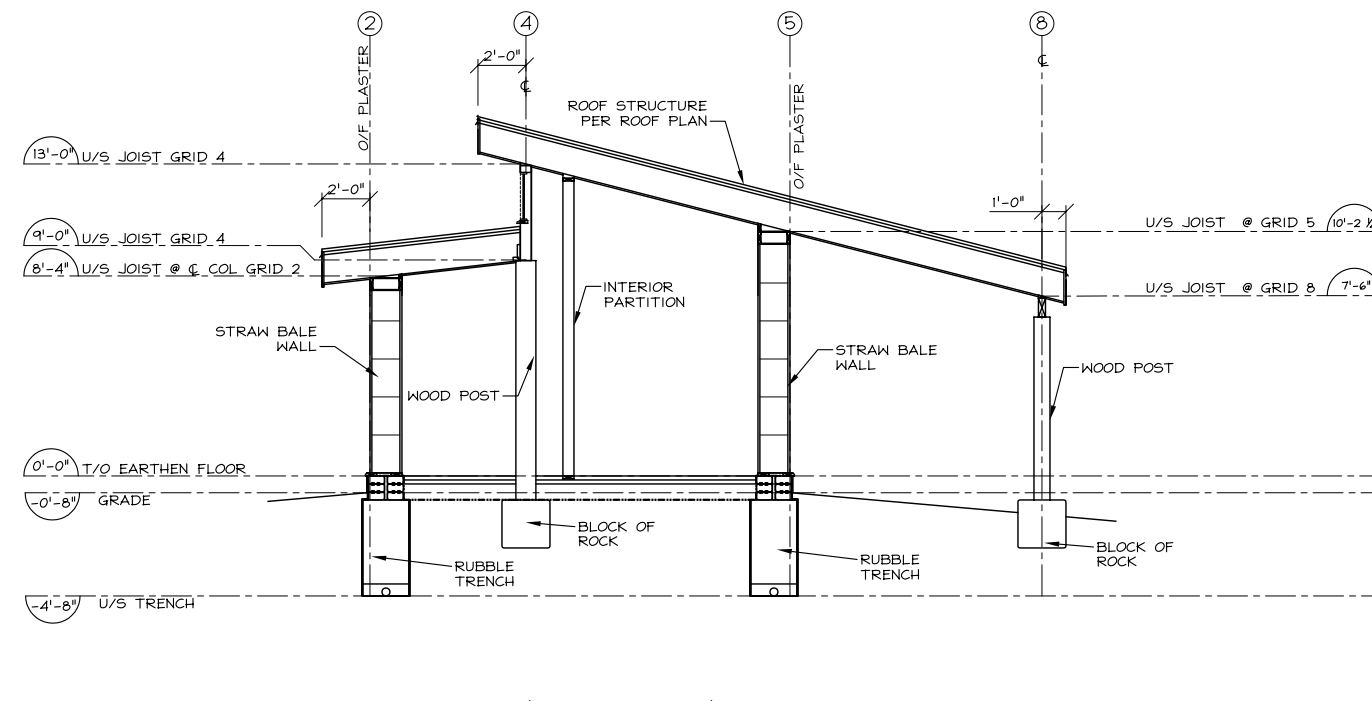 2
4
5
8
O/F PLASTER
2'-0"
℄
℄
ROOF STRUCTURE
PER ROOF PLAN
O/F PLASTER
13'-0"
U/S JOIST GRID 4
2'-0"
1'-0"
9'-0"
U/S JOIST GRID 4
U/S JOIST @ GRID 5
8'-4"
U/S JOIST @ ℄ COL GRID 2
U/S JOIST @ GRID 8
7'-6"
INTERIOR
PARTITION
STRAW BALE
WALL
STRAW BALE
WALL
WOOD POST
WOOD POST
0'-0"
T/O EARTHEN FLOOR
-0'-8"
GRADE
BLOCK OF
ROCK
BLOCK OF
ROCK
RUBBLE
TRENCH
RUBBLE
TRENCH
-4'-8"
U/S TRENCH